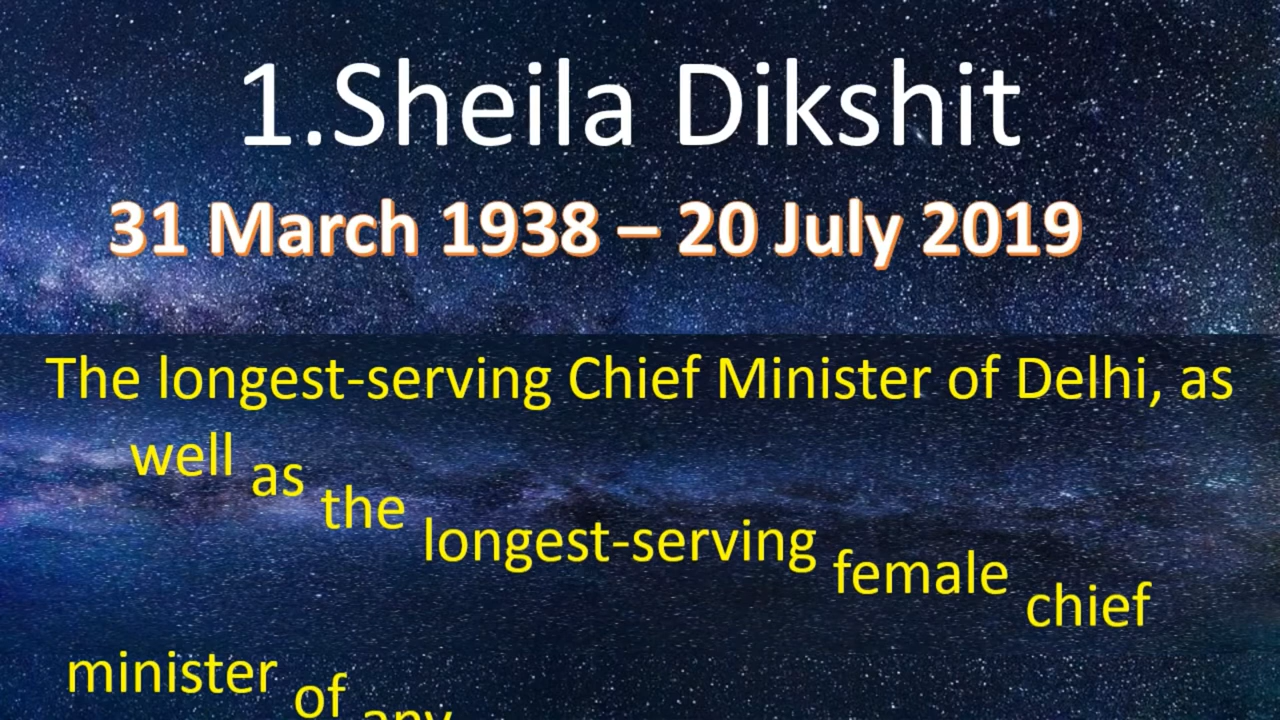 1.Sheila Dikshit
31 March 1938 – 20 July 2019
The longest-serving Chief Minister of Delhi, as
well as the longest-serving female chief
minister of any